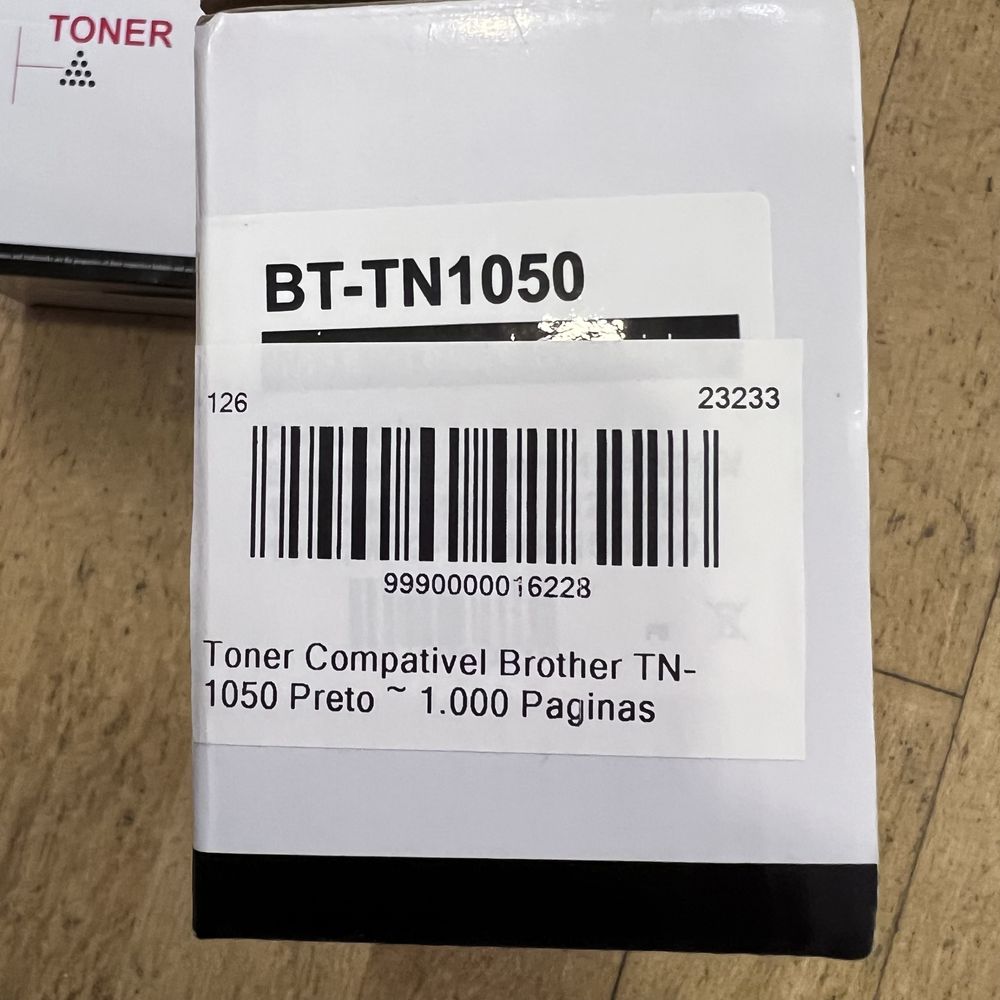 TONER
BT-TN1050
126
23233
9990000016228
Toner Compativel Brother TN-
1050 Preto ~ 1.000 Paginas